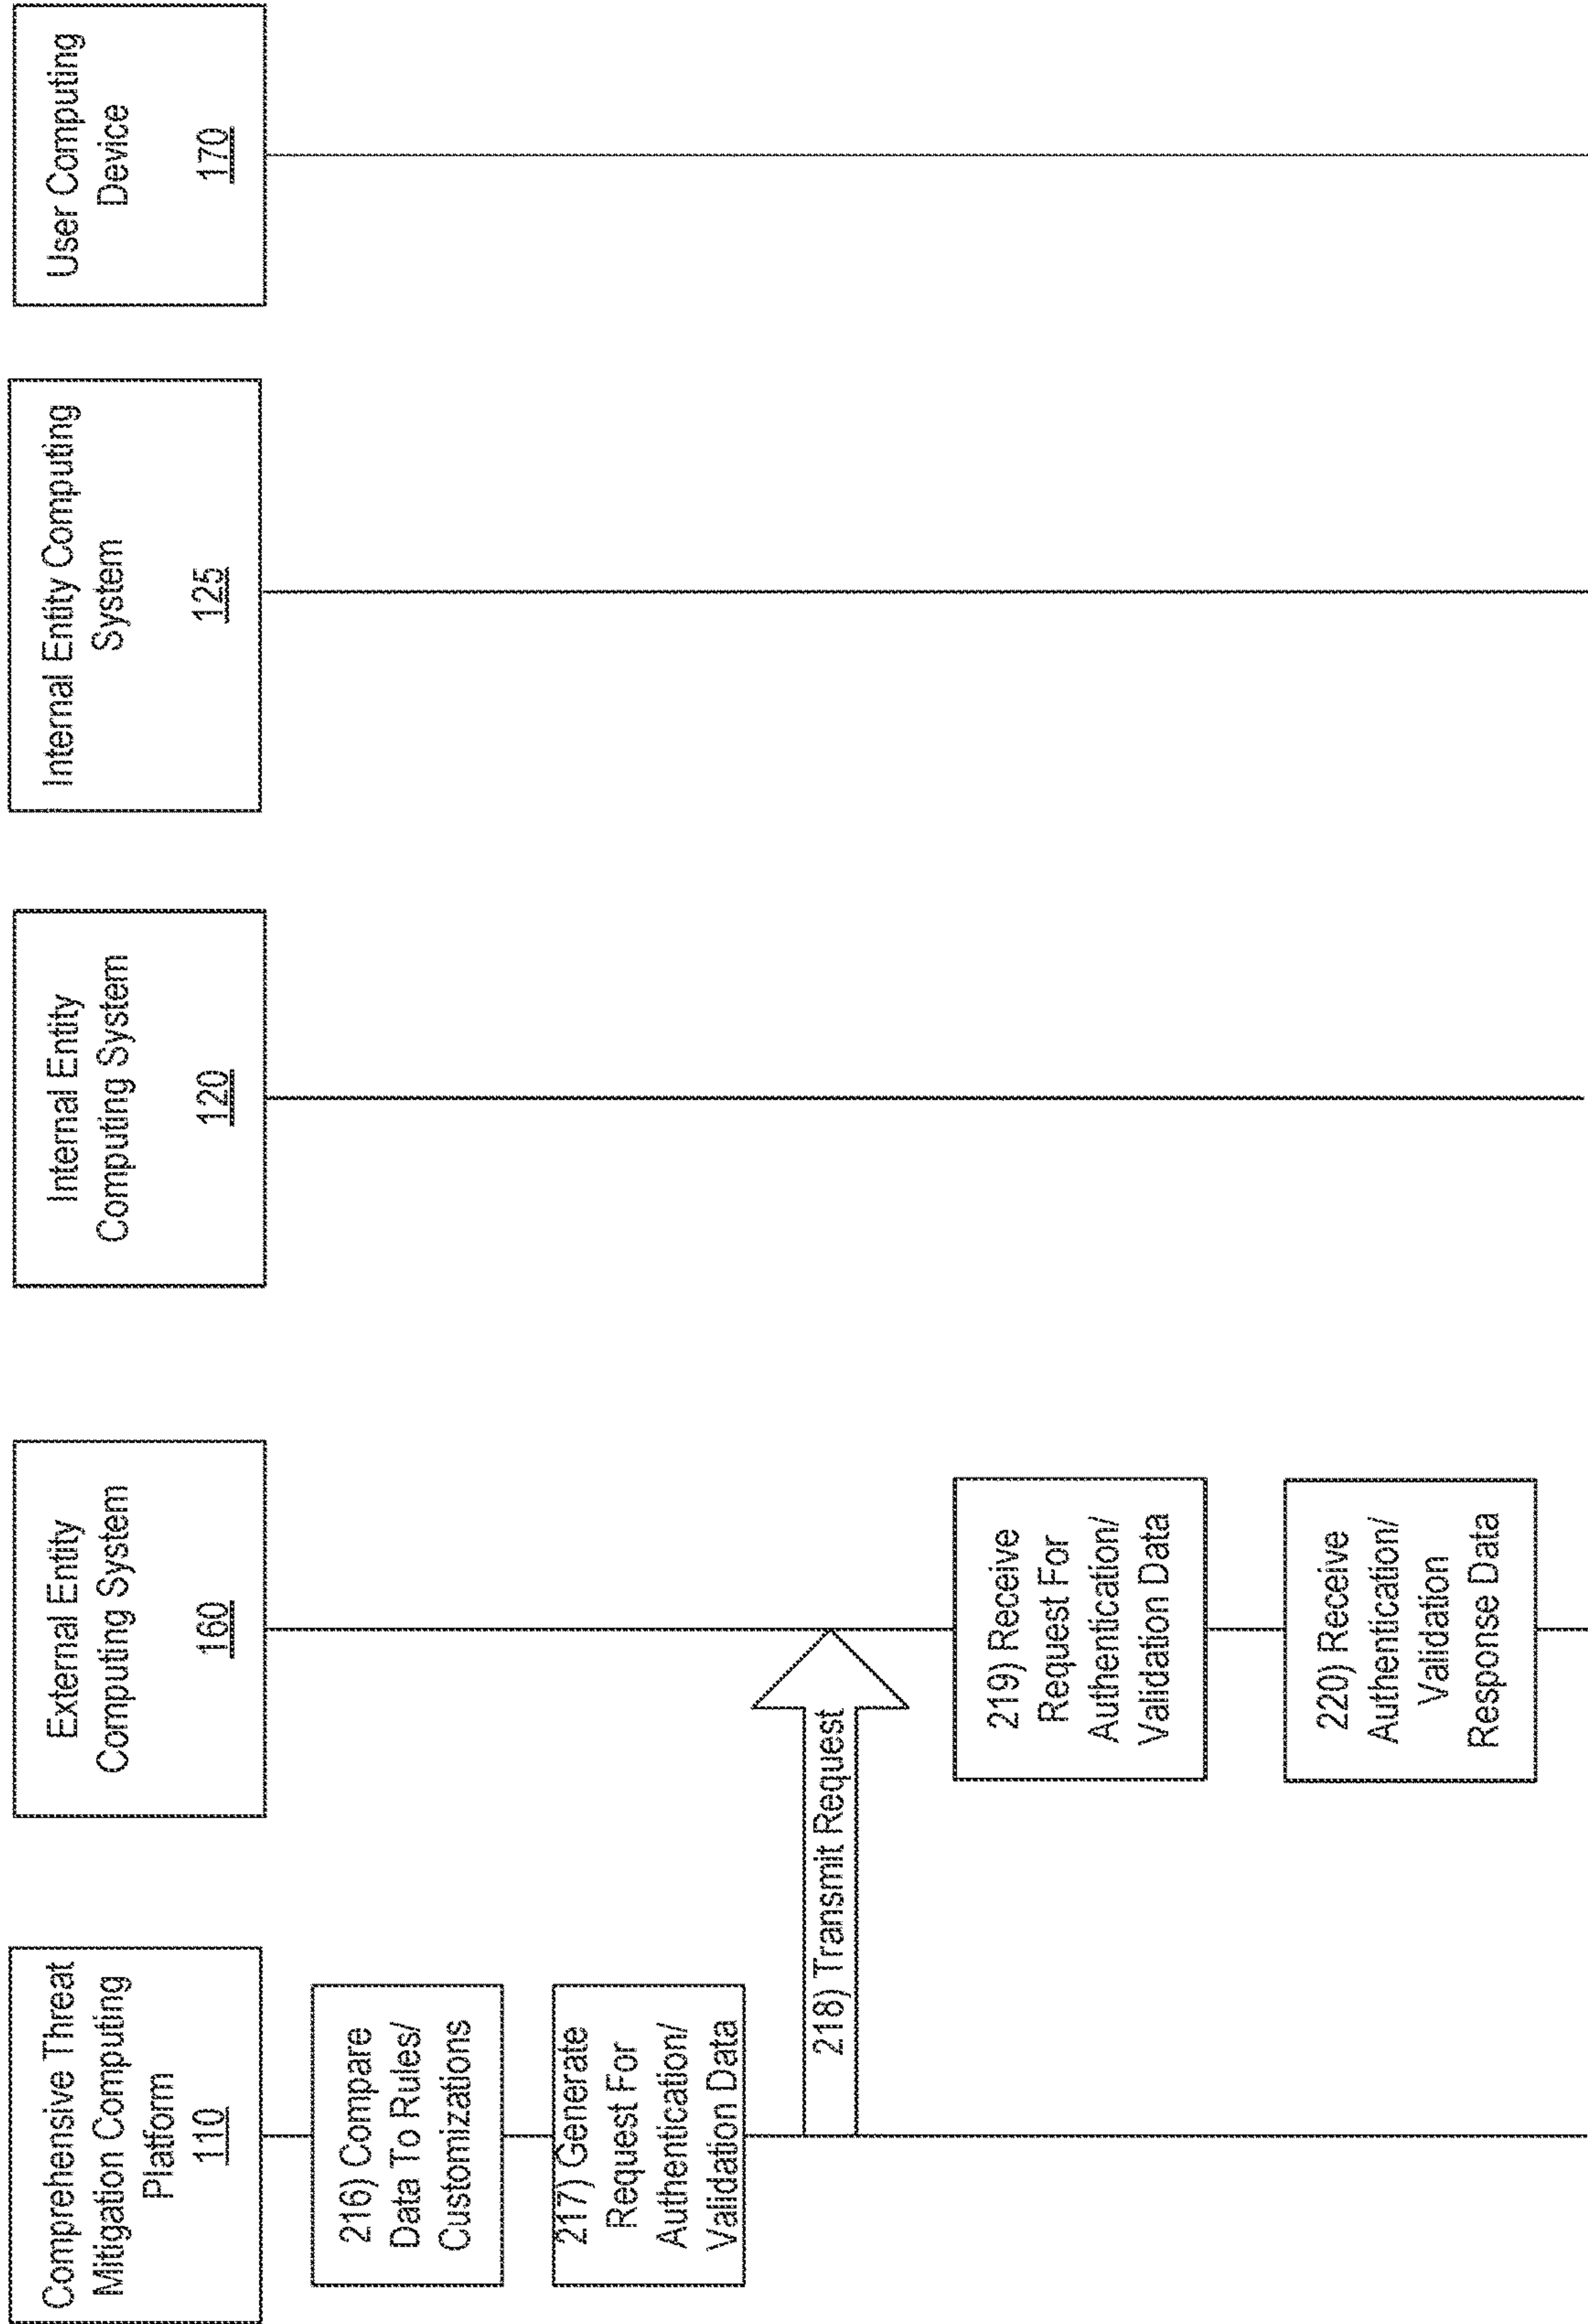 Comprehensive Threat
Mitigation Computing
Platform
110
External Entity
Computing System
160
Internal Entity
Computing System
120
Internal Entity Computing
System
125
User Computing
Device
170
216) Compare
Data To Rules/
Customizations
217) Generate
Request For
Authentication/
Validation Data
218) Transmit Request
219) Receive
Request For
Authentication/
Validation Data
220) Receive
Authentication/
Validation
Response Data